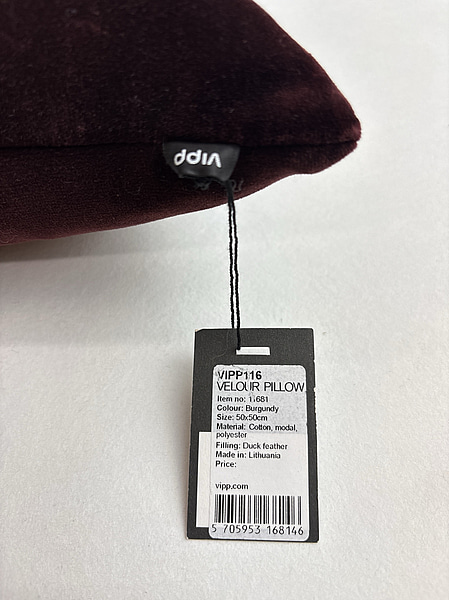 vipp
VIPP116
VELOUR PILLOW
Item no: 11681
Colour: Burgundy
Size: 50x50cm
Material: Cotton, modal,
polyester
Filling: Duck feather
Made in: Lithuania
Price:
vipp.com
5 705953 168146